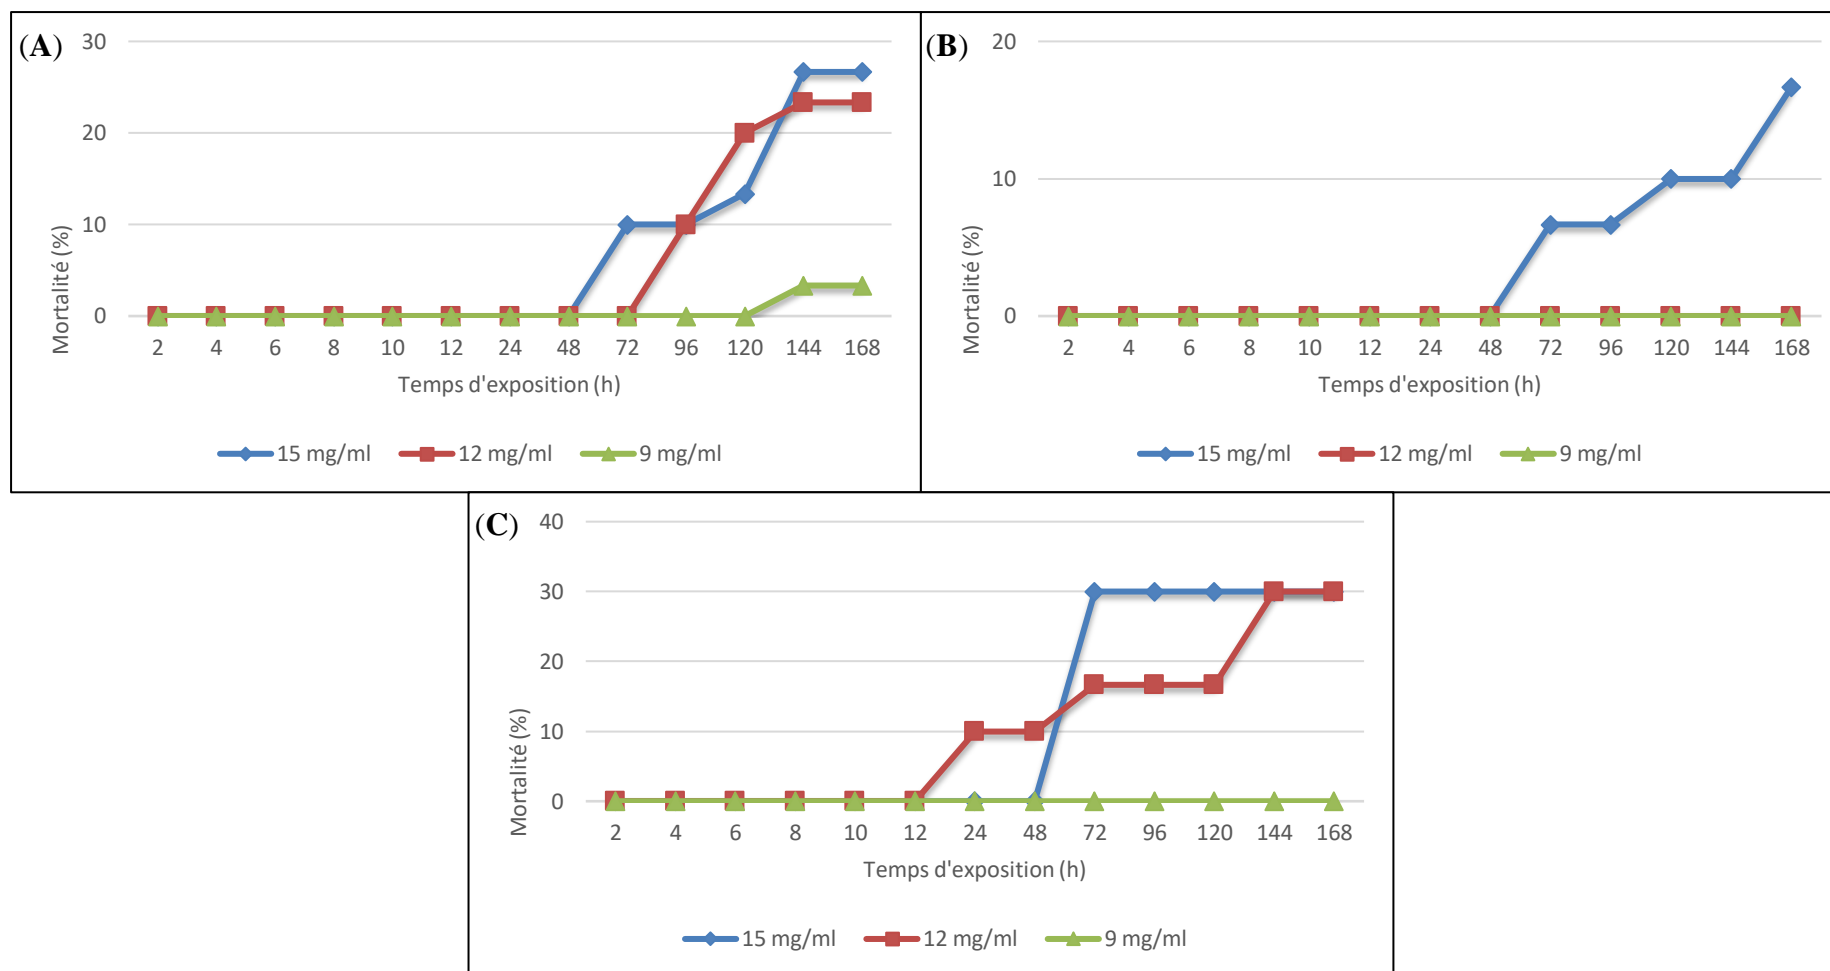 (A)
30
20
10
0
Mortalité (%)
2 4 6 8 10 12 24 48 72 96 120 144 168
Temps d'exposition (h)
15 mg/ml 12 mg/ml 9 mg/ml
(B)
20
10
0
Mortalité (%)
2 4 6 8 10 12 24 48 72 96 120 144 168
Temps d'exposition (h)
15 mg/ml 12 mg/ml 9 mg/ml
(C)
40
30
20
10
0
Mortalité (%)
2 4 6 8 10 12 24 48 72 96 120 144 168
Temps d'exposition (h)
15 mg/ml 12 mg/ml 9 mg/ml